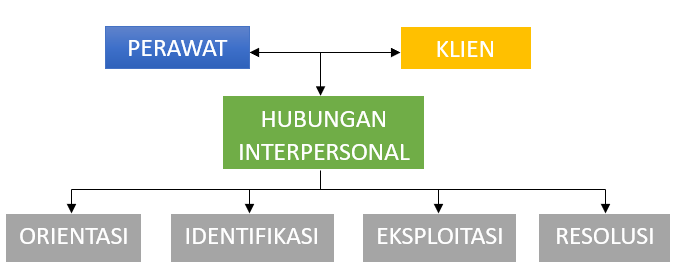 PERAWAT
KLIEN
HUBUNGAN
INTERPERSONAL
ORIENTASI
IDENTIFIKASI
EKSPLOITASI
RESOLUSI